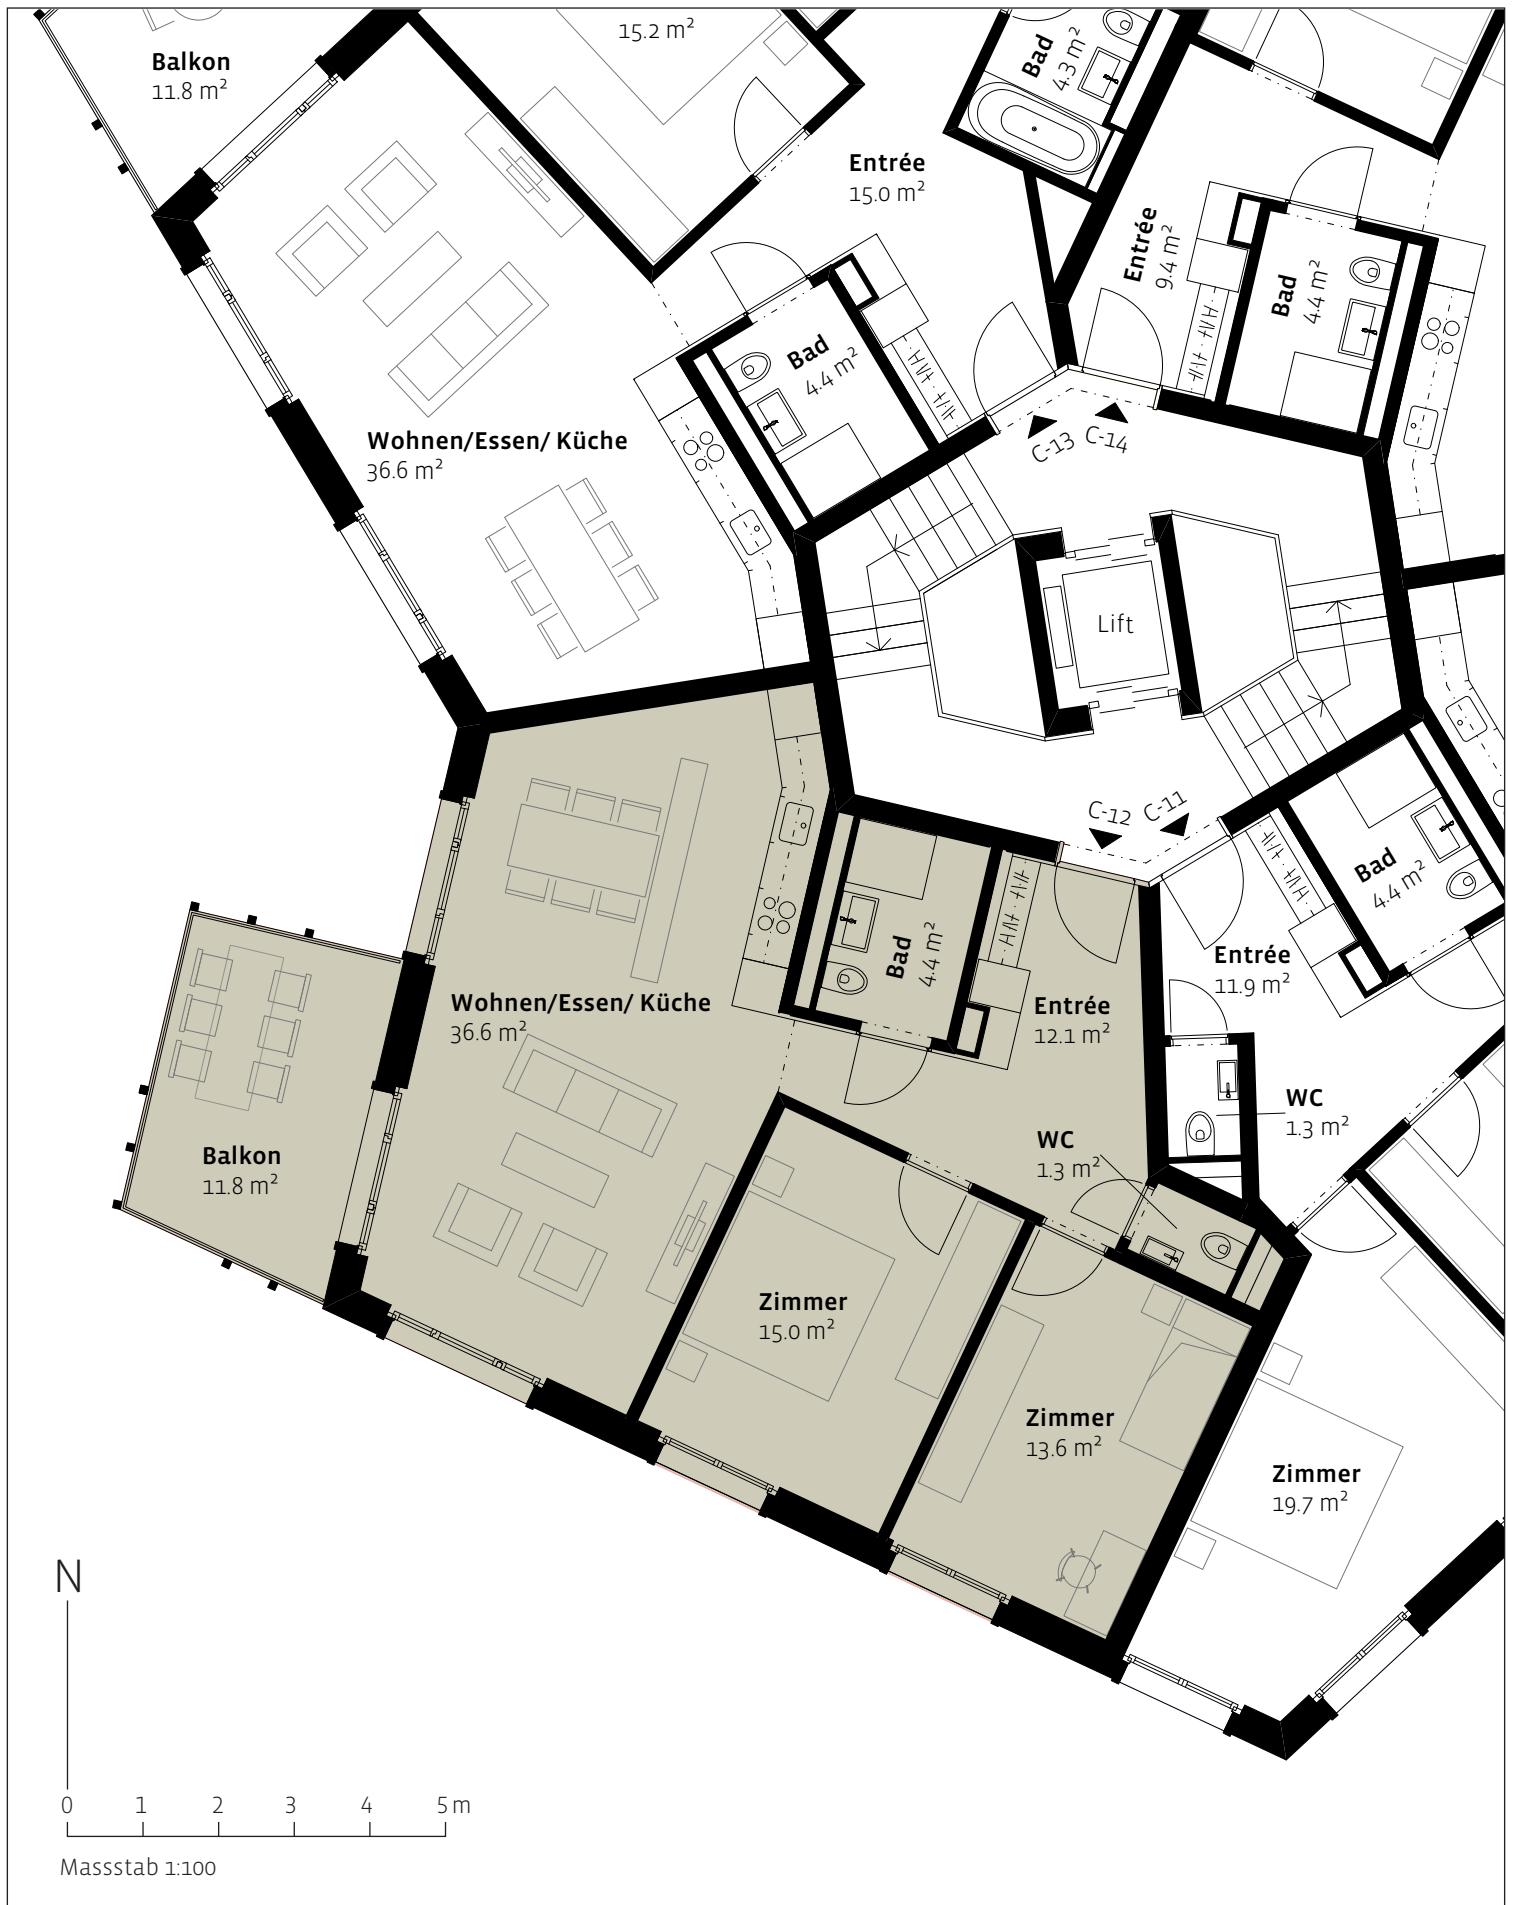 15.2 m²
Balkon
11.8 m²
Bad
4.3 m²
Entrée
15.0 m²
Entrée
9.4 m²
Bad
4.4 m²
Bad
4.4 m²
Wohnen/Essen/ Küche
36.6 m²
C-13
C-14
Lift
C-12
C-11
Bad
4.4 m²
Bad
4.4 m²
Entrée
11.9 m²
Wohnen/Essen/ Küche
36.6 m²
Entrée
12.1 m²
WC
1.3 m²
WC
1.3 m²
Balkon
11.8 m²
Zimmer
15.0 m²
Zimmer
13.6 m²
Zimmer
19.7 m²
N
0 1 2 3 4 5 m
Massstab 1:100